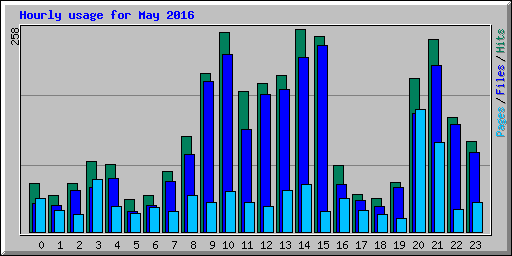 Hourly usage for May 2016
258
Pages / Files / Hits
0 1 2 3 4 5 6 7 8 9 10 11 12 13 14 15 16 17 18 19 20 21 22 23